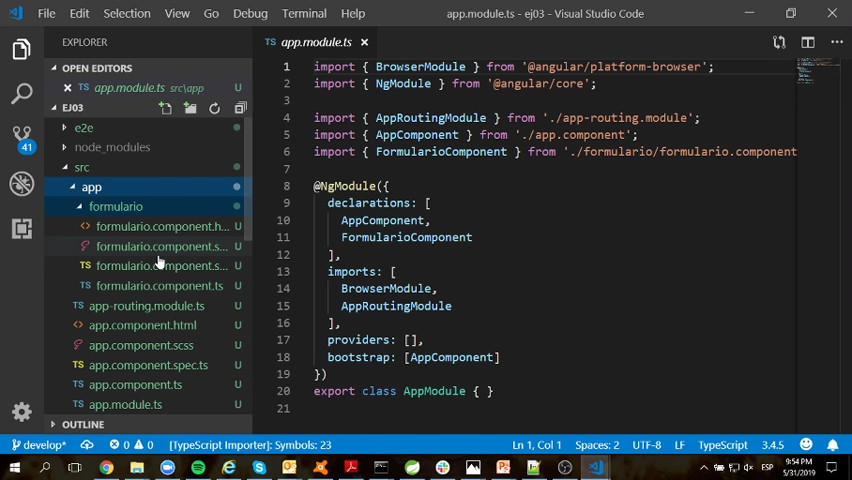 File Edit Selection View Go Debug Terminal Help app.module.ts - ej03 - Visual Studio Code
EXPLORER
OPEN EDITORS
app.module.ts src\app U
EJ03
e2e
node_modules
src
app
formulario
formulario.component.h... U
formulario.component.s... U
formulario.component.s... U
formulario.component.ts U
app-routing.module.ts U
app.component.html U
app.component.scss U
app.component.spec.ts U
app.component.ts U
app.module.ts U
OUTLINE
41
app.module.ts
1 import { BrowserModule } from '@angular/platform-browser';
2 import { NgModule } from '@angular/core';
3
4 import { AppRoutingModule } from './app-routing.module';
5 import { AppComponent } from './app.component';
6 import { FormularioComponent } from './formulario/formulario.component
7
8 @NgModule({
9 declarations: [
10 AppComponent,
11 FormularioComponent
12 ],
13 imports: [
14 BrowserModule,
15 AppRoutingModule
16 ],
17 providers: [],
18 bootstrap: [AppComponent]
19 })
20 export class AppModule { }
21
develop* 0 0 [TypeScript Importer]: Symbols: 23 Ln 1, Col 1 Spaces: 2 UTF-8 LF TypeScript 3.4.5
ESP 9:54 PM
5/31/2019